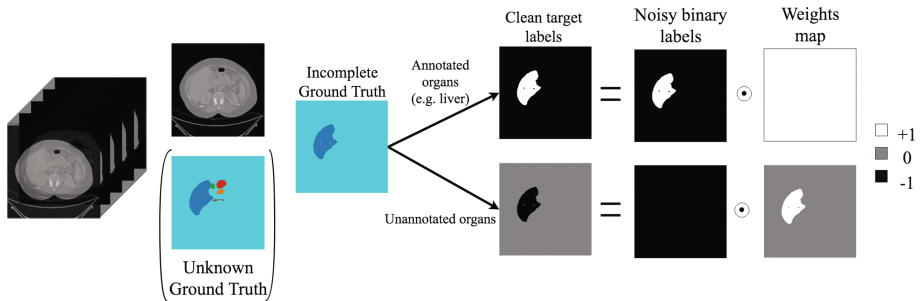 Unknown
Ground Truth
Incomplete
Ground Truth
Annotated
organs
(e.g. liver)
Unannotated organs
Clean target
labels
Noisy binary
labels
Weights
map
+1
0
-1